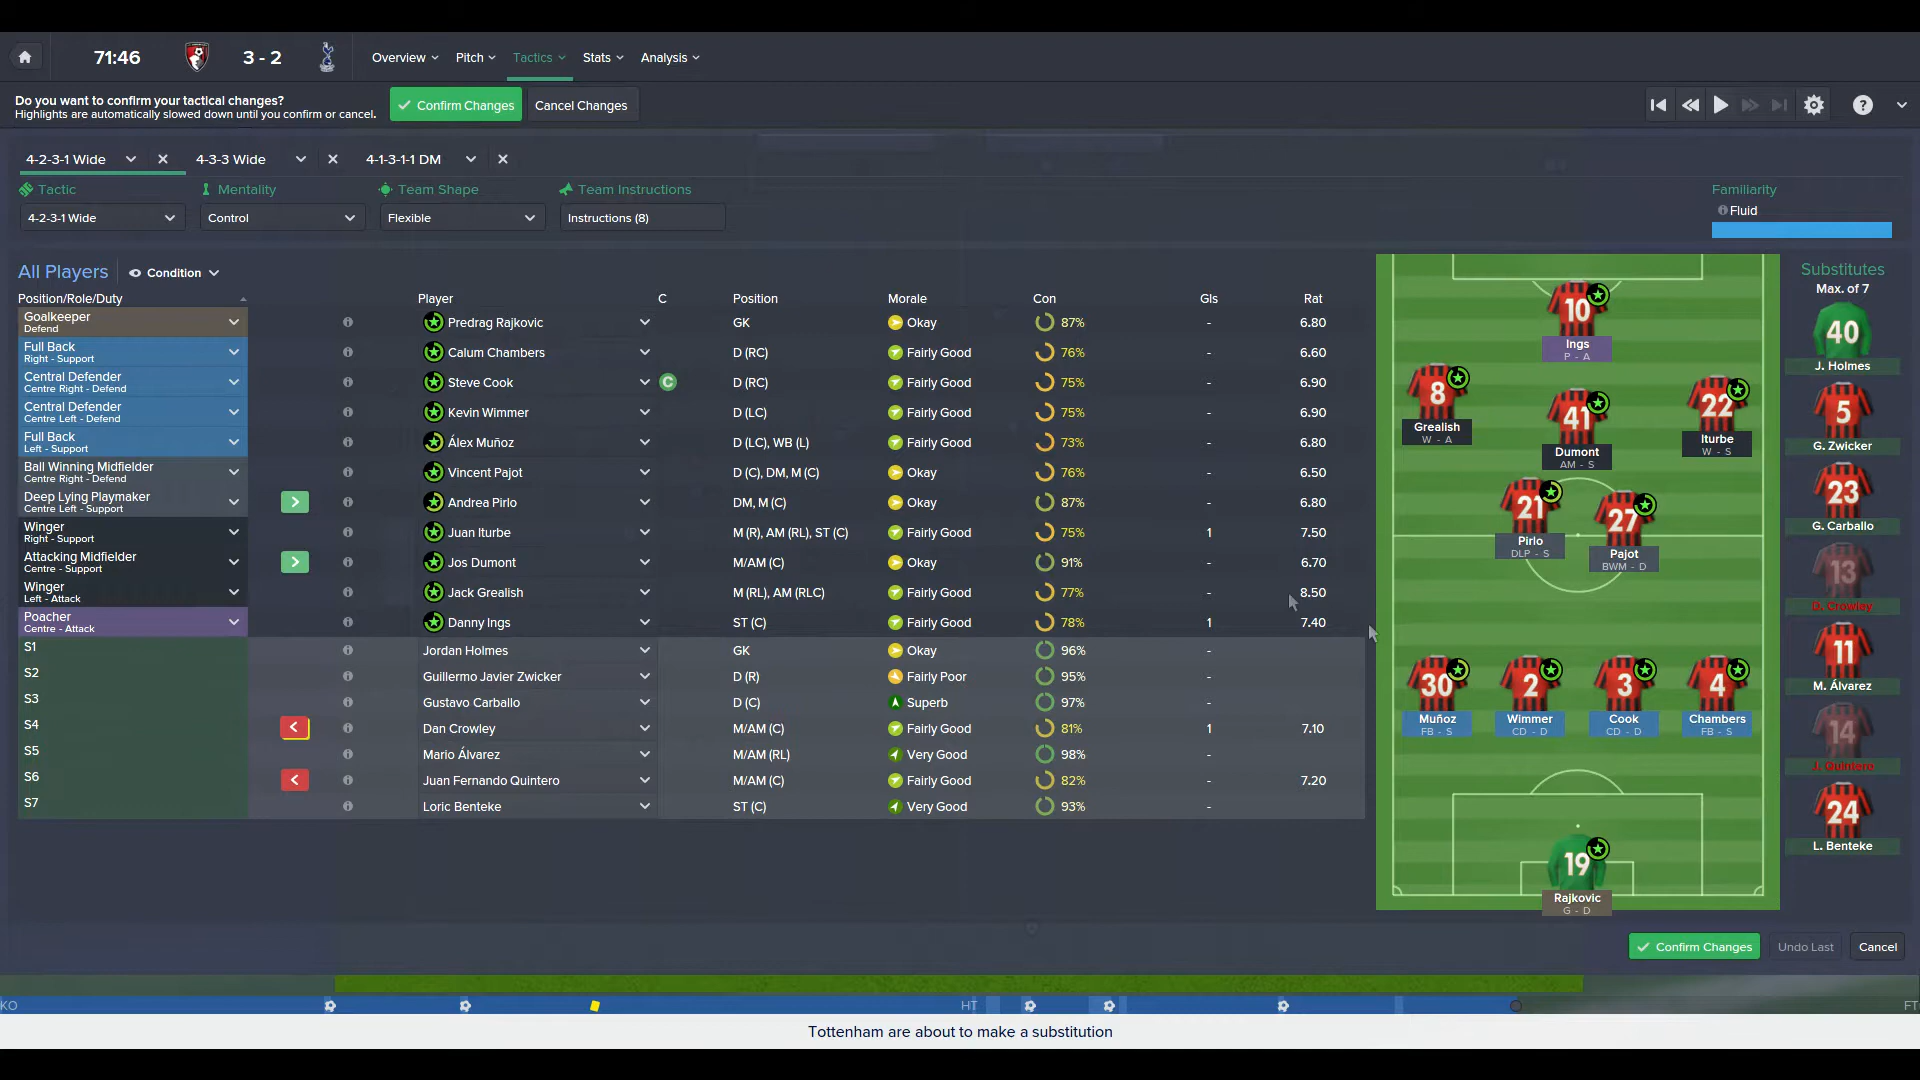 71:46 3 - 2 Overview Pitch Tactics Stats Analysis
Do you want to confirm your tactical changes?
Highlights are automatically slowed down until you confirm or cancel.
Confirm Changes Cancel Changes
4-2-3-1 Wide 4-3-3 Wide 4-1-3-1-1 DM
Tactic Mentality Team Shape Team Instructions Familiarity
4-2-3-1 Wide Control Flexible Instructions (8) Fluid
All Players Condition
Position/Role/Duty Player C Position Morale Con Gls Rat
Goalkeeper
Defend
Predrag Rajkovic GK Okay 87% - 6.80
Full Back
Right - Support
Calum Chambers D (RC) Fairly Good 76% - 6.60
Central Defender
Centre Right - Defend
Steve Cook C D (RC) Fairly Good 75% - 6.90
Central Defender
Centre Left - Defend
Kevin Wimmer D (LC) Fairly Good 75% - 6.90
Full Back
Left - Support
Álex Muñoz D (LC), WB (L) Fairly Good 73% - 6.80
Ball Winning Midfielder
Centre Right - Defend
Vincent Pajot D (C), DM, M (C) Okay 76% - 6.50
Deep Lying Playmaker
Centre Left - Support
Andrea Pirlo DM, M (C) Okay 87% - 6.80
Winger
Right - Support
Juan Iturbe M (R), AM (RL), ST (C) Fairly Good 75% 1 7.50
Attacking Midfielder
Centre - Support
Jos Dumont M/AM (C) Okay 91% - 6.70
Winger
Left - Attack
Jack Grealish M (RL), AM (RLC) Fairly Good 77% - 8.50
Poacher
Centre - Attack
Danny Ings ST (C) Fairly Good 78% 1 7.40
S1 Jordan Holmes GK Okay 96% -
S2 Guillermo Javier Zwicker D (R) Fairly Poor 95% -
S3 Gustavo Carballo D (C) Superb 97% -
S4 Dan Crowley M/AM (C) Fairly Good 81% 1 7.10
S5 Mario Álvarez M/AM (RL) Very Good 98% -
S6 Juan Fernando Quintero M/AM (C) Fairly Good 82% - 7.20
S7 Loric Benteke ST (C) Very Good 93% -
10
Ings
P - A
8
Grealish
W - A
41
Dumont
AM - S
22
Iturbe
W - S
21
Pirlo
DLP - S
27
Pajot
BWM - D
30
Muñoz
FB - S
2
Wimmer
CD - D
3
Cook
CD - D
4
Chambers
FB - S
19
Rajkovic
G - D
Substitutes
Max. of 7
40
J. Holmes
5
G. Zwicker
23
G. Carballo
13
D. Crowley
11
M. Álvarez
14
J. Quintero
24
L. Benteke
Confirm Changes Undo Last Cancel
KO HT FT
Tottenham are about to make a substitution